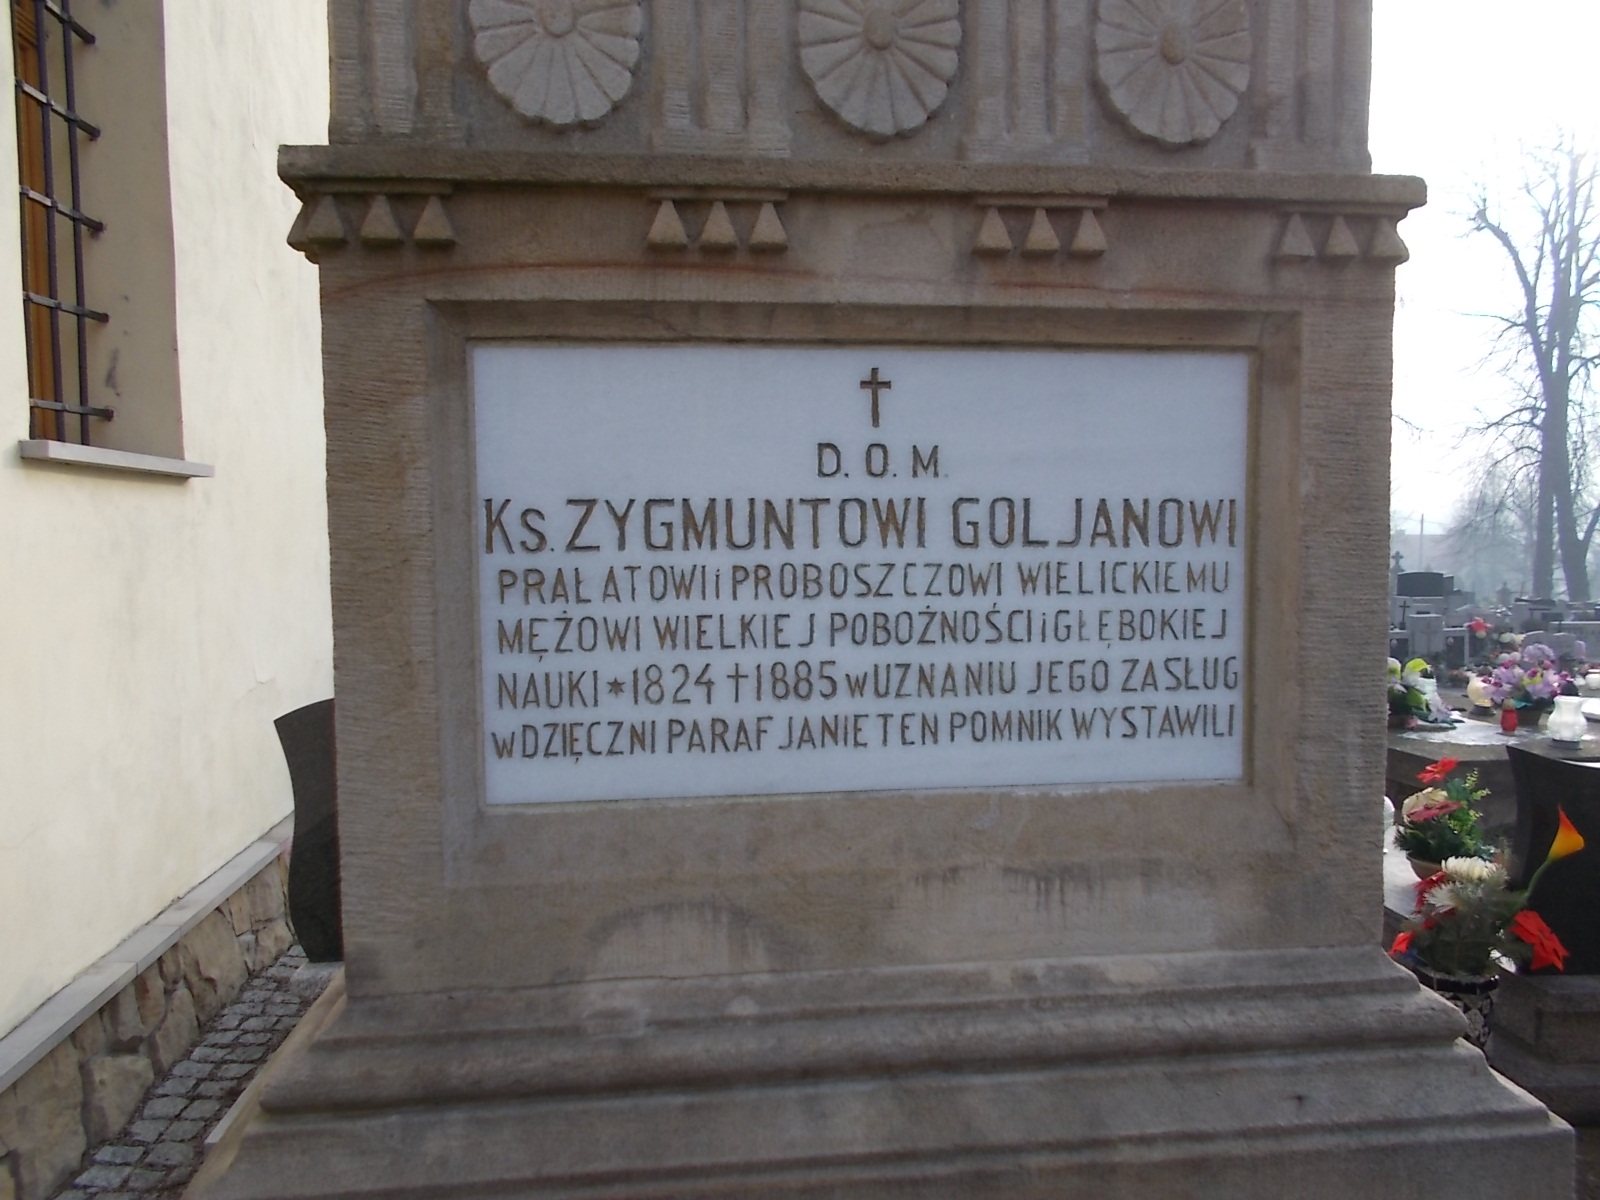 D. O. M.
Ks. ZYGMUNTOWI GOLJANOWI
PRAŁATOWI i PROBOSZCZOWI WIELICKIEMU
MĘŻOWI WIELKIEJ POBOŻNOŚCI i GŁĘBOKIEJ
NAUKI * 1824 † 1885 W UZNANIU JEGO ZASŁUG
WDZIĘCZNI PARAFJANIE TEN POMNIK WYSTAWILI